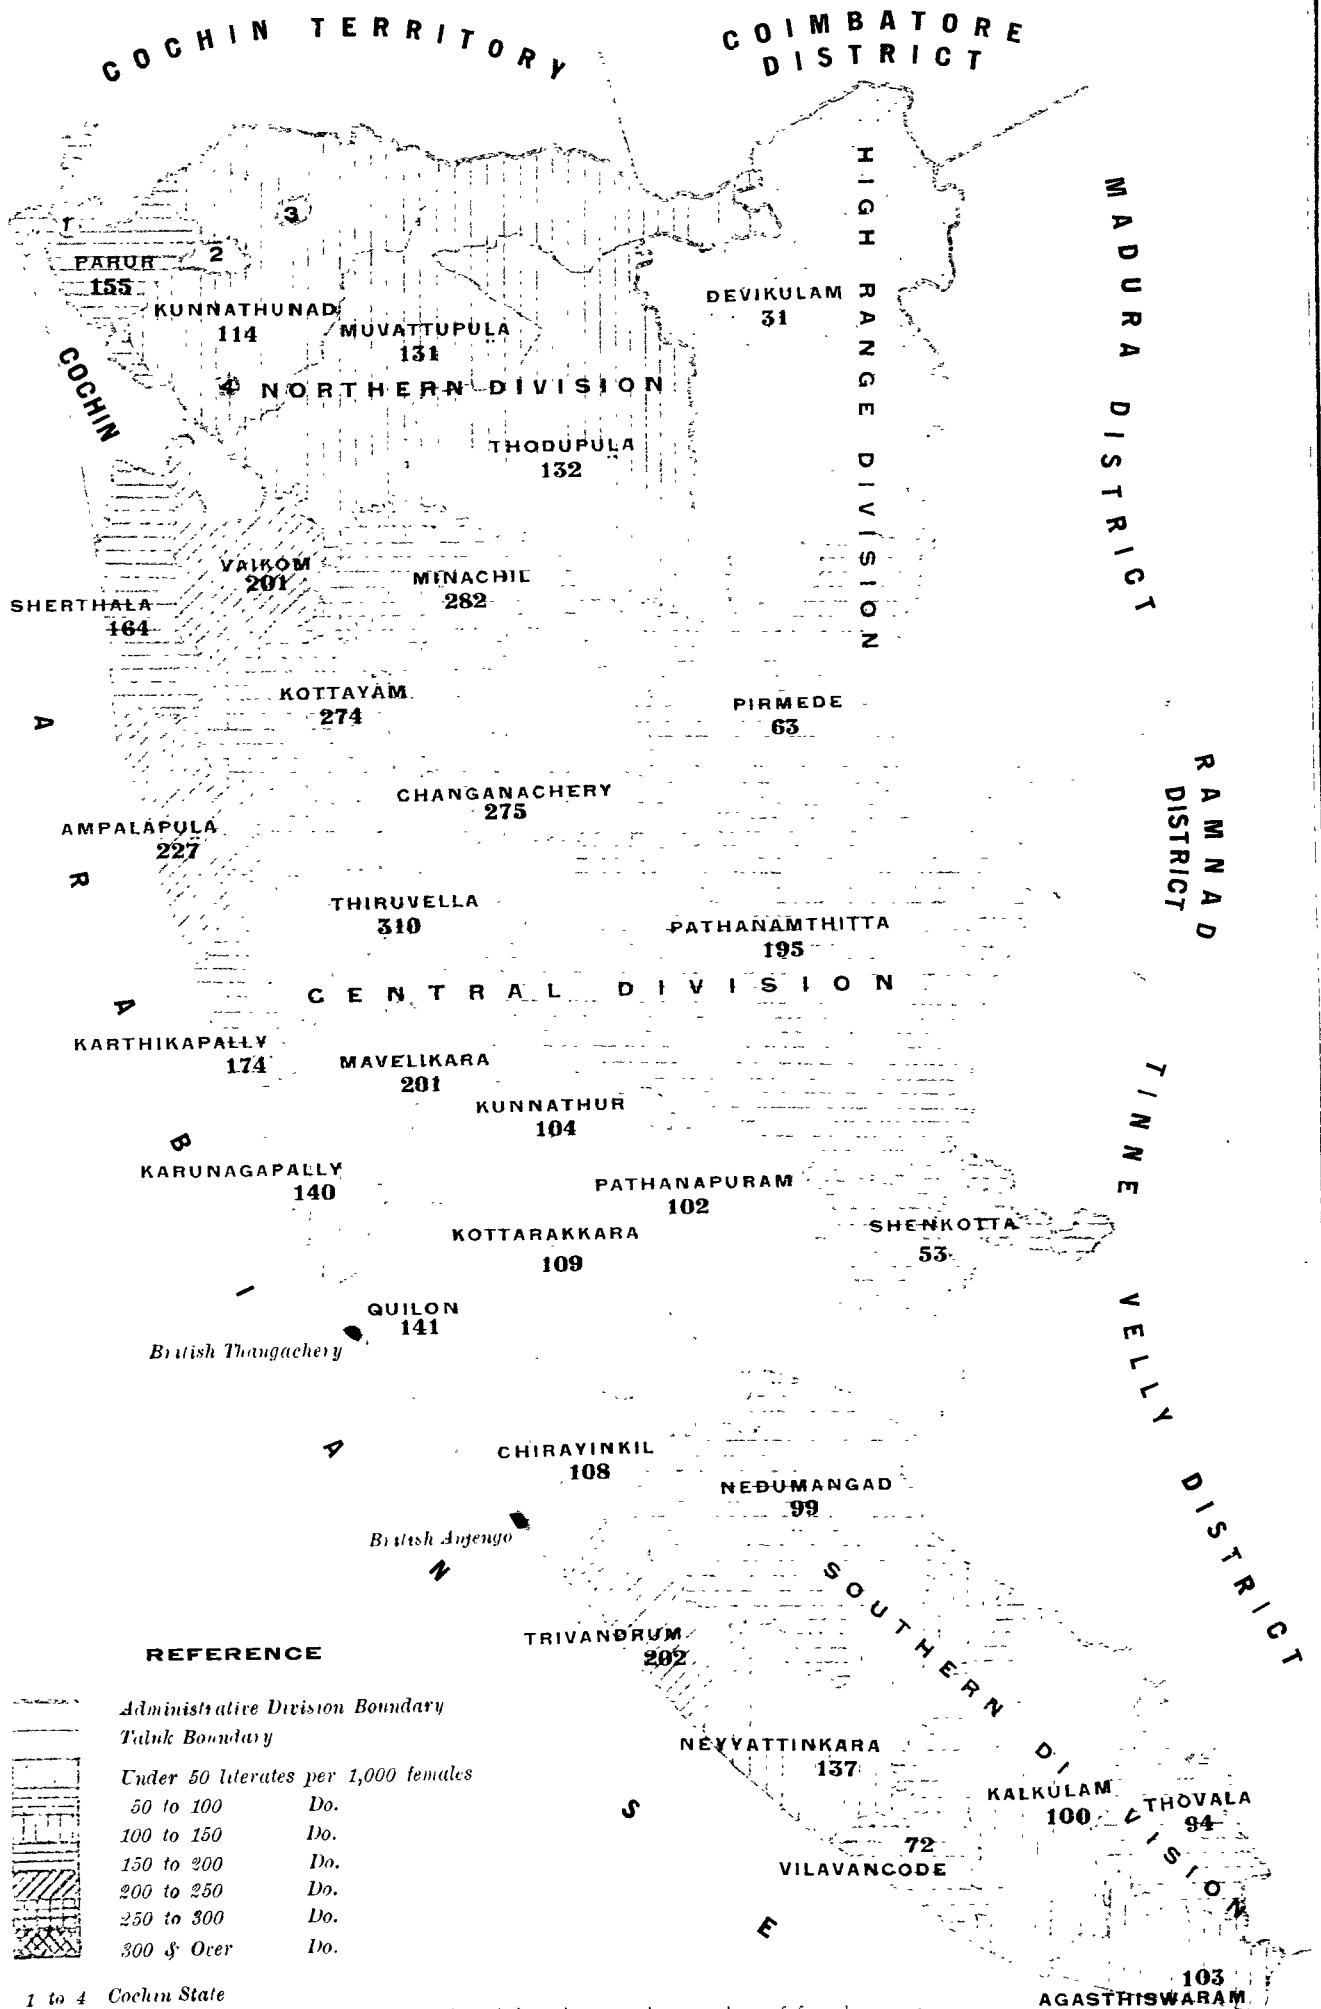 COCHIN TERRITORY
COIMBATORE
DISTRICT
HIGH RANGE DIVISION
MADURA DISTRICT
1
2
3
PARUR
155
KUNNATHUNAD
114
MUVATTUPULA
131
DEVIKULAM
31
COCHIN
4
NORTHERN DIVISION
THODUPULA
132
VAIKOM
201
MINACHIL
282
SHERTHALA
164
KOTTAYAM
274
PIRMEDE
63
RAMNAD
DISTRICT
CHANGANACHERY
275
AMPALAPULA
227
THIRUVELLA
310
PATHANAMTHITTA
195
CENTRAL DIVISION
KARTHIKAPALLY
174
MAVELIKARA
201
KUNNATHUR
104
TINNEVELLY DISTRICT
KARUNAGAPALLY
140
PATHANAPURAM
102
SHENKOTTA
53
KOTTARAKKARA
109
QUILON
141
British Thangachery
ARABIAN SE
CHIRAYINKIL
108
NEDUMANGAD
99
British Anjengo
SOUTHERN DIVISION
TRIVANDRUM
202
NEYYATTINKARA
137
KALKULAM
100
THOVALA
94
72
VILAVANCODE
103
AGASTHISWARAM
REFERENCE
Administrative Division Boundary
Taluk Boundary
Under 50 literates per 1,000 females
50 to 100 Do.
100 to 150 Do.
150 to 200 Do.
200 to 250 Do.
250 to 300 Do.
300 & Over Do.
1 to 4 Cochin State